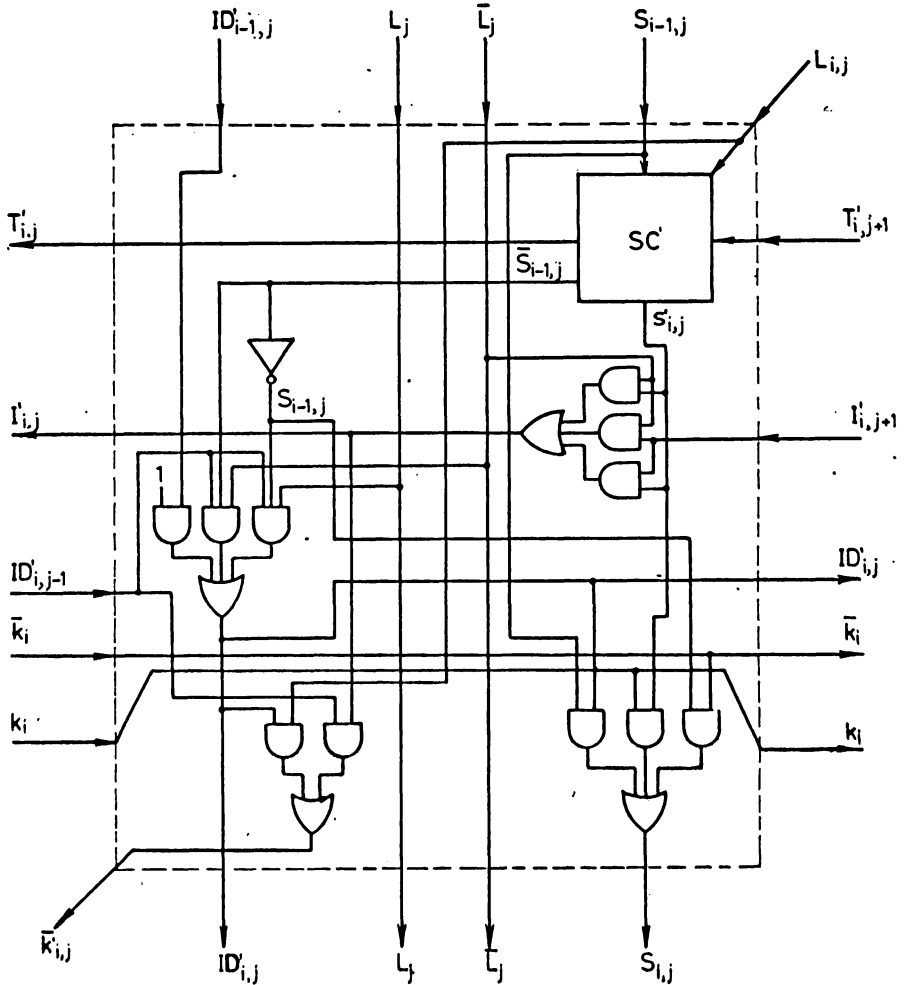 ID'i-1,j
Lj
L̄j
Si-1,j
Li,j
T'i,j
T'i,j+1
SC'
S̄i-1,j
s'i,j
Si-1,j
I'i,j
I'i,j+1
1
ID'i,j-1
ID'i,j
k̄i
k̄i
ki
ki
k̄'i,j
ID'i,j
Lj
L̄j
Si,j